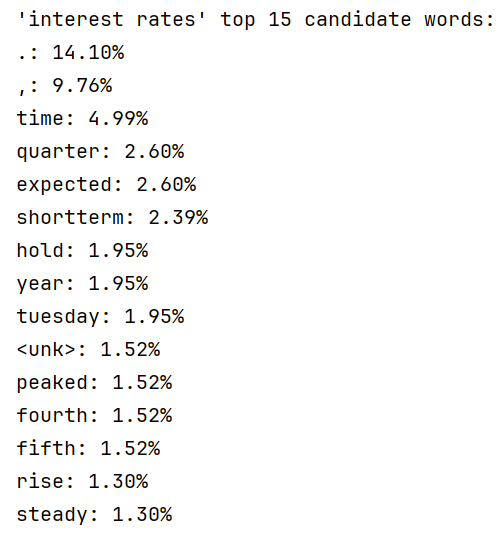 'interest rates' top 15 candidate words:
.: 14.10%
,: 9.76%
time: 4.99%
quarter: 2.60%
expected: 2.60%
shortterm: 2.39%
hold: 1.95%
year: 1.95%
tuesday: 1.95%
<unk>: 1.52%
peaked: 1.52%
fourth: 1.52%
fifth: 1.52%
rise: 1.30%
steady: 1.30%